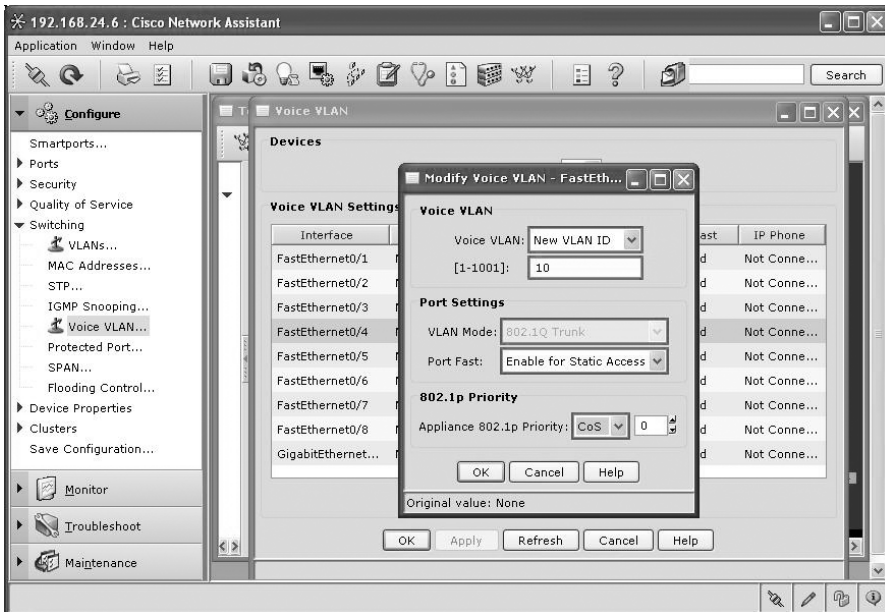 192.168.24.6 : Cisco Network Assistant
Application Window Help
Search
Configure
Smartports...
Ports
Security
Quality of Service
Switching
VLANs...
MAC Addresses...
STP...
IGMP Snooping...
Voice VLAN...
Protected Port...
SPAN...
Flooding Control...
Device Properties
Clusters
Save Configuration...
Monitor
Troubleshoot
Maintenance
Voice VLAN
Devices
Voice VLAN Settings
Interface
ast
IP Phone
FastEthernet0/1
d
Not Conne...
FastEthernet0/2
d
Not Conne...
FastEthernet0/3
d
Not Conne...
FastEthernet0/4
d
Not Conne...
FastEthernet0/5
d
Not Conne...
FastEthernet0/6
d
Not Conne...
FastEthernet0/7
d
Not Conne...
FastEthernet0/8
d
Not Conne...
GigabitEthernet...
d
Not Conne...
OK Apply Refresh Cancel Help
Modify Voice VLAN - FastEth...
Voice VLAN
Voice VLAN: New VLAN ID
[1-1001]: 10
Port Settings
VLAN Mode: 802.1Q Trunk
Port Fast: Enable for Static Access
802.1p Priority
Appliance 802.1p Priority: CoS 0
OK Cancel Help
Original value: None